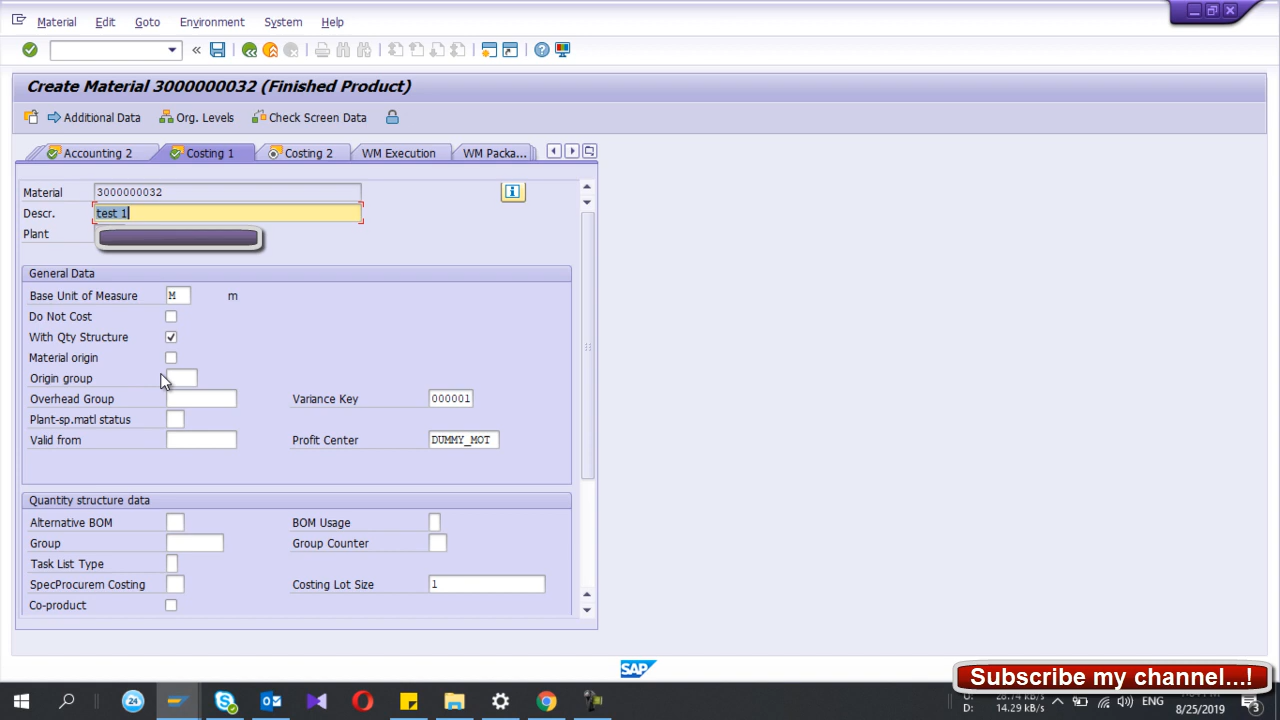 Material Edit Goto Environment System Help
Create Material 3000000032 (Finished Product)
Additional Data Org. Levels Check Screen Data
Accounting 2 Costing 1 Costing 2 WM Execution WM Packa...
Material 3000000032
Descr. test 1
Plant
General Data
Base Unit of Measure M m
Do Not Cost
With Qty Structure
Material origin
Origin group
Overhead Group Variance Key 000001
Plant-sp.matl status
Valid from Profit Center DUMMY_MOT
Quantity structure data
Alternative BOM BOM Usage
Group Group Counter
Task List Type
SpecProcurem Costing Costing Lot Size 1
Co-product
SAP
Subscribe my channel...!
24
D: 14.29 kB/s
ENG
8/25/2019
3